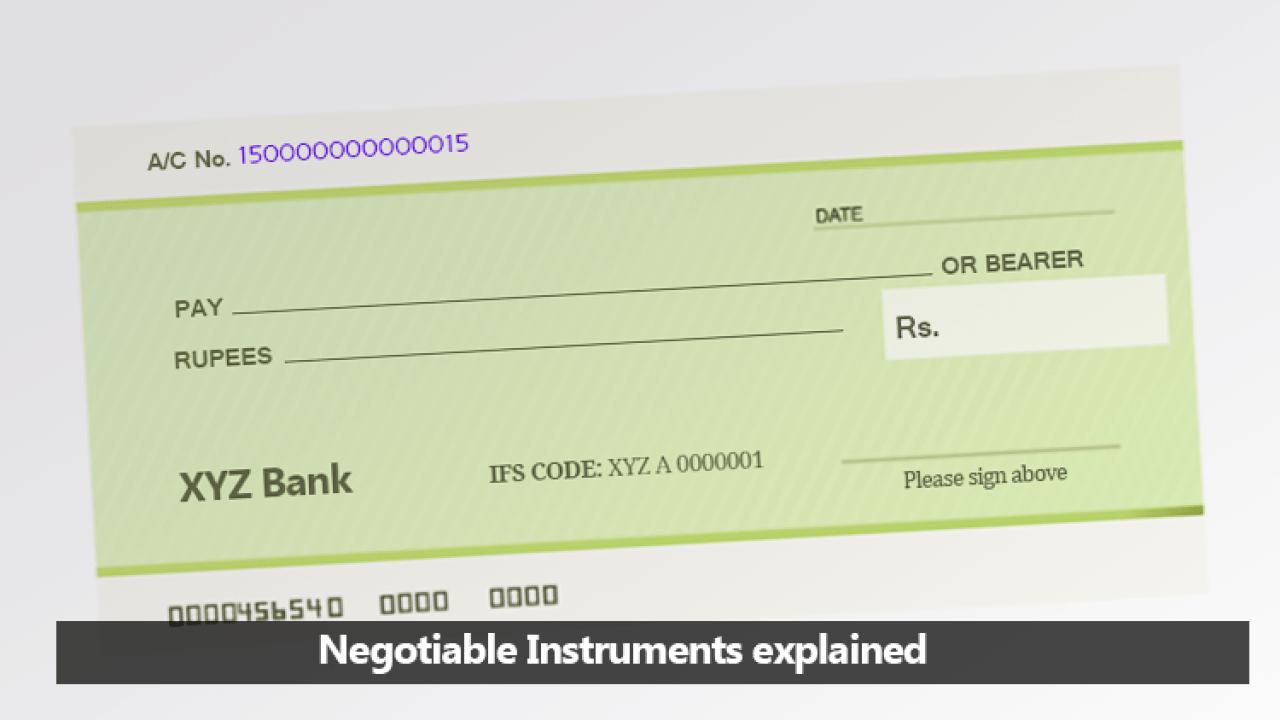 A/C No. 150000000000015
DATE
PAY OR BEARER
RUPEES Rs.
XYZ Bank IFS CODE: XYZ A 0000001
Please sign above
0000456540 0000 0000
Negotiable Instruments explained